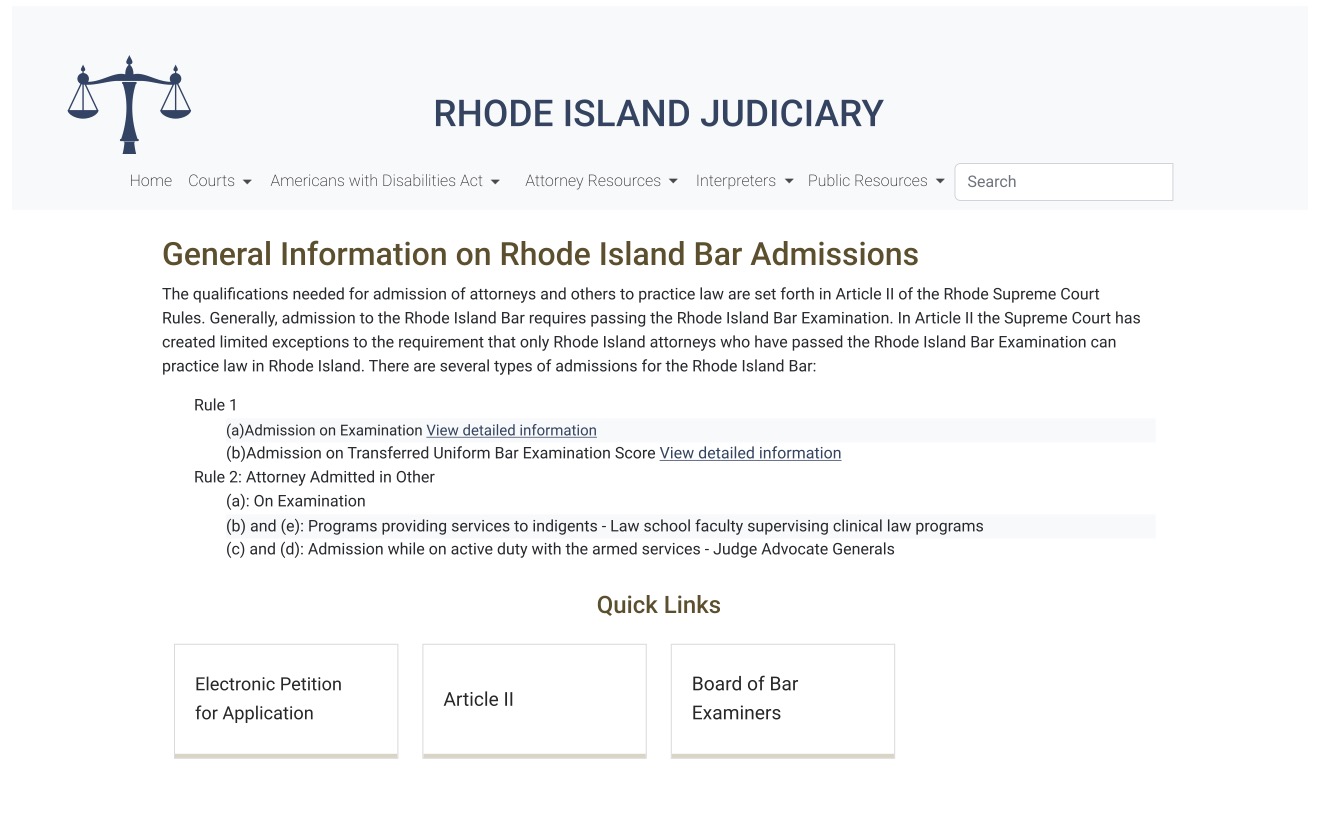 RHODE ISLAND JUDICIARY
Home Courts Americans with Disabilities Act Attorney Resources Interpreters Public Resources Search
General Information on Rhode Island Bar Admissions
The qualifications needed for admission of attorneys and others to practice law are set forth in Article II of the Rhode Supreme Court
Rules. Generally, admission to the Rhode Island Bar requires passing the Rhode Island Bar Examination. In Article II the Supreme Court has
created limited exceptions to the requirement that only Rhode Island attorneys who have passed the Rhode Island Bar Examination can
practice law in Rhode Island. There are several types of admissions for the Rhode Island Bar:
Rule 1
(a)Admission on Examination View detailed information
(b)Admission on Transferred Uniform Bar Examination Score View detailed information
Rule 2: Attorney Admitted in Other
(a): On Examination
(b) and (e): Programs providing services to indigents - Law school faculty supervising clinical law programs
(c) and (d): Admission while on active duty with the armed services - Judge Advocate Generals
Quick Links
Electronic Petition
for Application
Article II
Board of Bar
Examiners